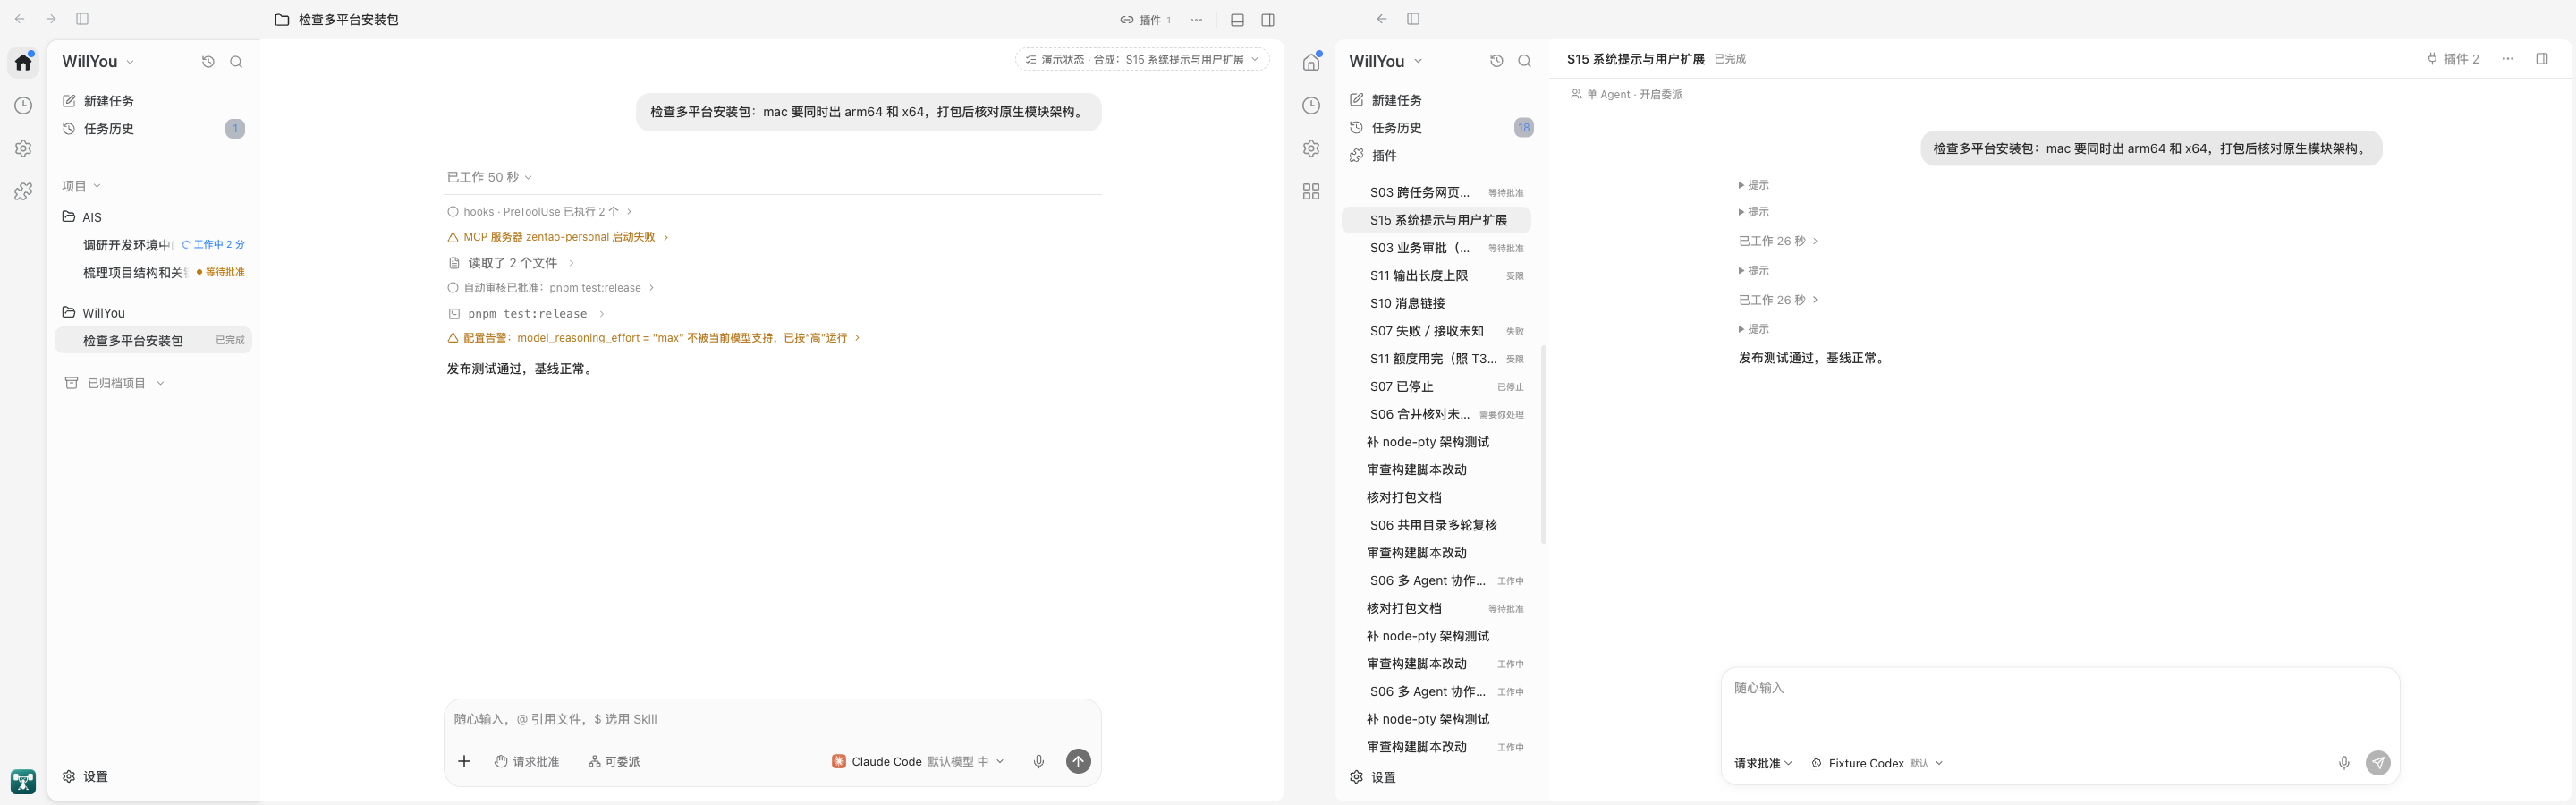 检查多平台安装包
插件 1
WillYou
新建任务
任务历史 1
项目
AIS
调研开发环境中 工作中 2 分
梳理项目结构和关 等待批准
WillYou
检查多平台安装包 已完成
已归档项目
设置
演示状态 · 合成：S15 系统提示与用户扩展
检查多平台安装包：mac 要同时出 arm64 和 x64，打包后核对原生模块架构。
已工作 50 秒
hooks · PreToolUse 已执行 2 个
MCP 服务器 zentao-personal 启动失败
读取了 2 个文件
自动审核已批准：pnpm test:release
pnpm test:release
配置告警：model_reasoning_effort = "max" 不被当前模型支持，已按"高"运行
发布测试通过，基线正常。
随心输入，@ 引用文件，$ 选用 Skill
请求批准 可委派 Claude Code 默认模型 中
WillYou
新建任务
任务历史 18
插件
S03 跨任务网页... 等待批准
S15 系统提示与用户扩展
S03 业务审批（... 等待批准
S11 输出长度上限 受限
S10 消息链接
S07 失败 / 接收未知 失败
S11 额度用完（照 T3... 受限
S07 已停止 已停止
S06 合并核对未... 需要你处理
补 node-pty 架构测试
审查构建脚本改动
核对打包文档
S06 共用目录多轮复核
审查构建脚本改动
S06 多 Agent 协作... 工作中
核对打包文档 等待批准
补 node-pty 架构测试
审查构建脚本改动 工作中
S06 多 Agent 协作... 工作中
补 node-pty 架构测试
审查构建脚本改动 工作中
设置
S15 系统提示与用户扩展 已完成
插件 2
单 Agent · 开启委派
检查多平台安装包：mac 要同时出 arm64 和 x64，打包后核对原生模块架构。
提示
提示
已工作 26 秒
提示
已工作 26 秒
提示
发布测试通过，基线正常。
随心输入
请求批准 Fixture Codex 默认